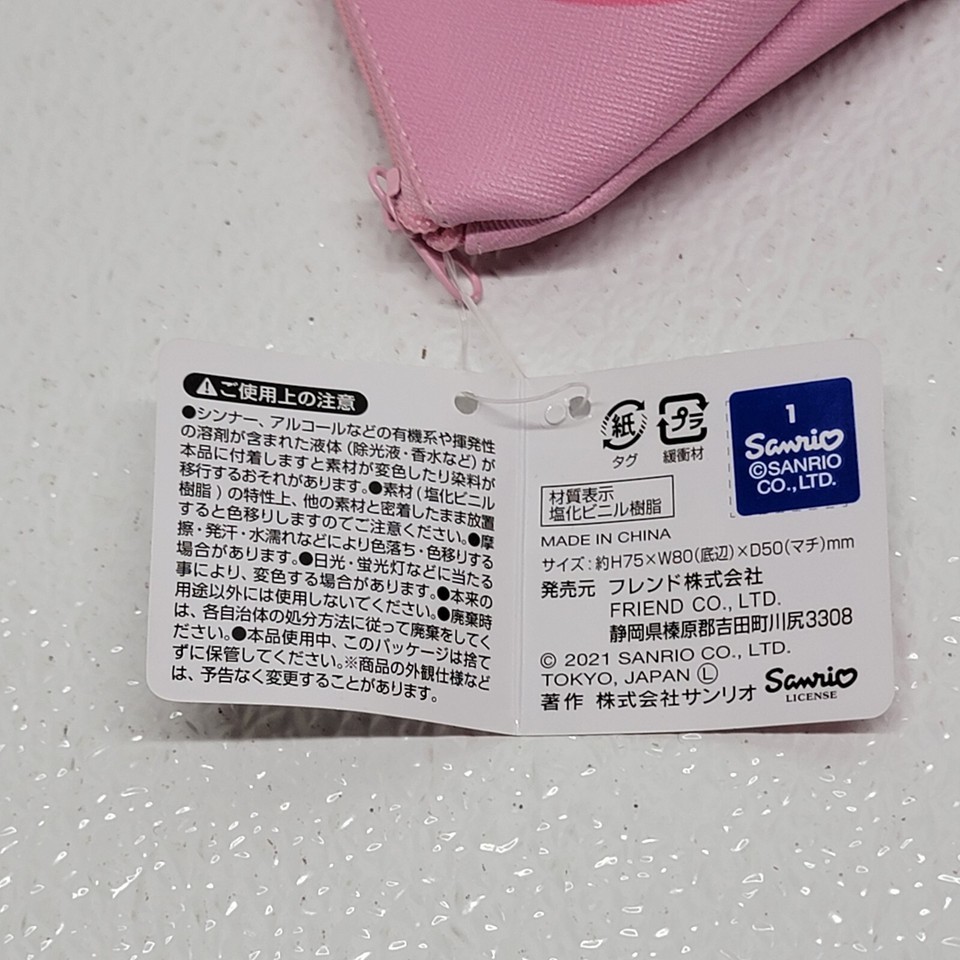 ⚠ご使用上の注意
●シンナー、アルコールなどの有機系や揮発性
の溶剤が含まれた液体(除光液・香水など)が
本品に付着しますと素材が変色したり染料が
移行するおそれがあります。●素材(塩化ビニル
樹脂)の特性上、他の素材と密着したまま放置
すると色移りしますのでご注意ください。●摩
擦・発汗・水濡れなどにより色落ち・色移りする
場合があります。●日光・蛍光灯などに当たる
事により、変色する場合があります。●本来の
用途以外には使用しないでください。●廃棄時
は、各自治体の処分方法に従って廃棄をしてく
ださい。●本品使用中、このパッケージは捨て
ずに保管してください。※商品の外観仕様など
は、予告なく変更することがあります。
紙
タグ
プラ
緩衝材
1
Sanrio
©SANRIO
CO.,LTD.
材質表示
塩化ビニル樹脂
MADE IN CHINA
サイズ:約H75×W80(底辺)×D50(マチ)mm
発売元 フレンド株式会社
FRIEND CO., LTD.
静岡県榛原郡吉田町川尻3308
© 2021 SANRIO CO., LTD.
TOKYO, JAPAN Ⓛ
著作 株式会社サンリオ
Sanrio
LICENSE